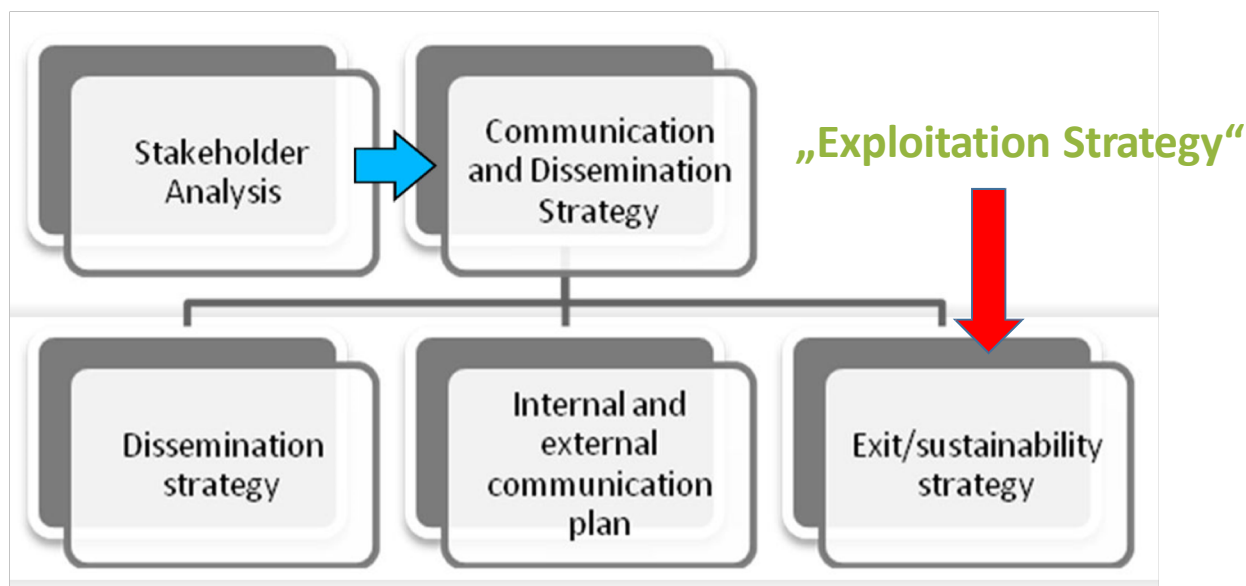 Stakeholder
Analysis
Communication
and Dissemination
Strategy
„Exploitation Strategy“
Dissemination
strategy
Internal and
external
communication
plan
Exit/sustainability
strategy